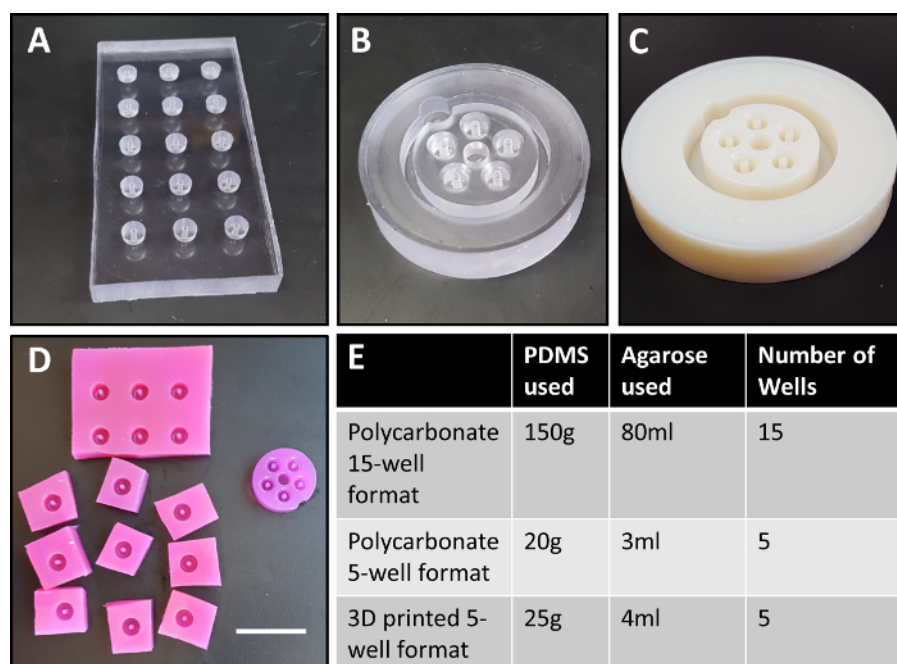 A
B
C
D
E
PDMS used
Agarose used
Number of Wells
Polycarbonate
15-well
format
150g
80ml
15
Polycarbonate
5-well format
20g
3ml
5
3D printed 5-
well format
25g
4ml
5